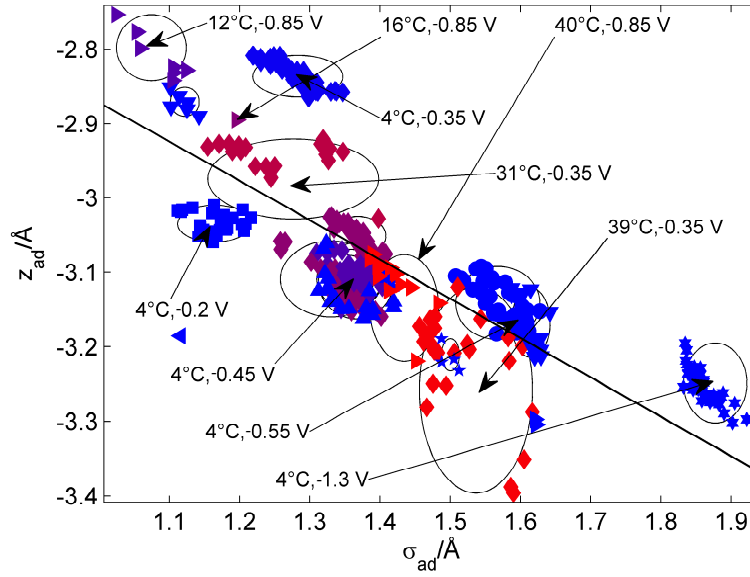 12°C,-0.85 V
16°C,-0.85 V
40°C,-0.85 V
4°C,-0.35 V
31°C,-0.35 V
39°C,-0.35 V
4°C,-0.2 V
4°C,-0.45 V
4°C,-0.55 V
4°C,-1.3 V
-2.8
-2.9
-3
-3.1
-3.2
-3.3
-3.4
z_ad/Å
1.1 1.2 1.3 1.4 1.5 1.6 1.7 1.8 1.9
σ_ad/Å